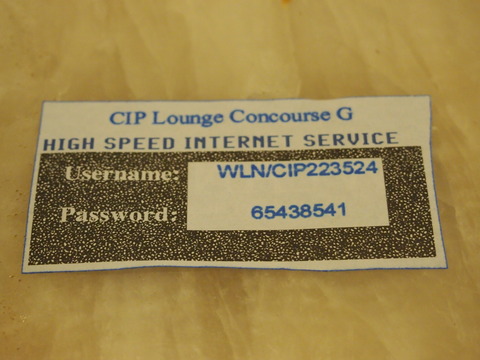 CIP Lounge Concourse G
HIGH SPEED INTERNET SERVICE
Username: WLN/CIP223524
Password: 65438541